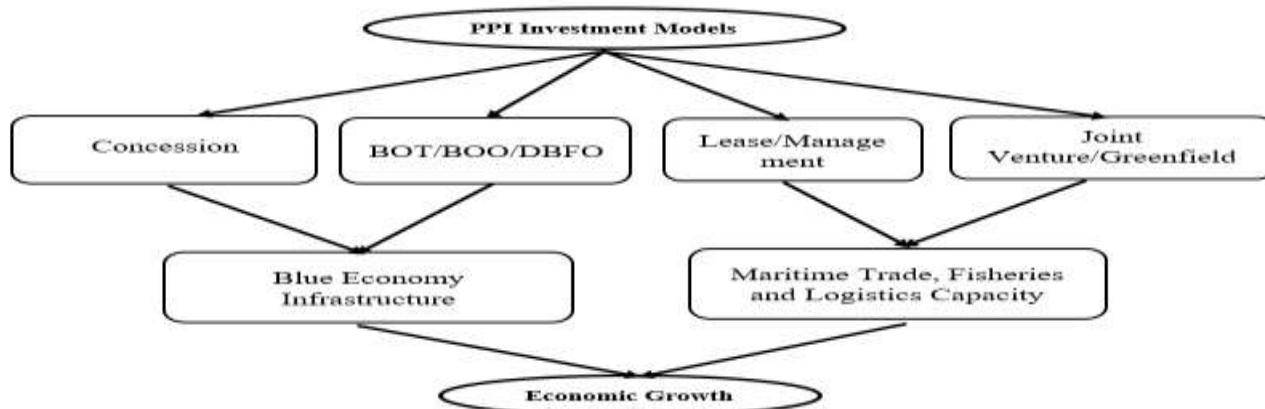 PPI Investment Models
Concession
BOT/BOO/DBFO
Lease/Manage
ment
Joint
Venture/Greenfield
Blue Economy
Infrastructure
Maritime Trade, Fisheries
and Logistics Capacity
Economic Growth